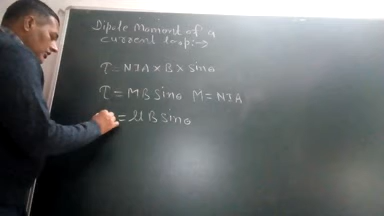 Dipole Moment of a
current loop:→
τ = NIA × B × sinθ
τ = MB sinθ M = NIA
= μB sinθ